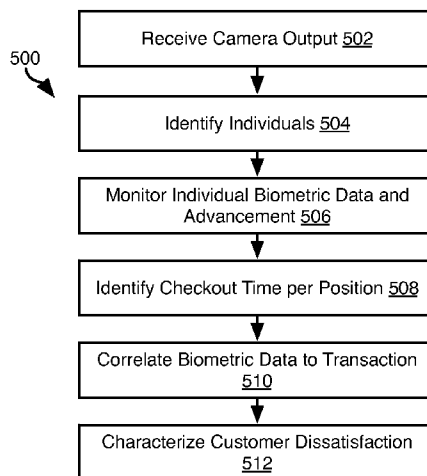 500
Receive Camera Output 502
Identify Individuals 504
Monitor Individual Biometric Data and
Advancement 506
Identify Checkout Time per Position 508
Correlate Biometric Data to Transaction
510
Characterize Customer Dissatisfaction
512